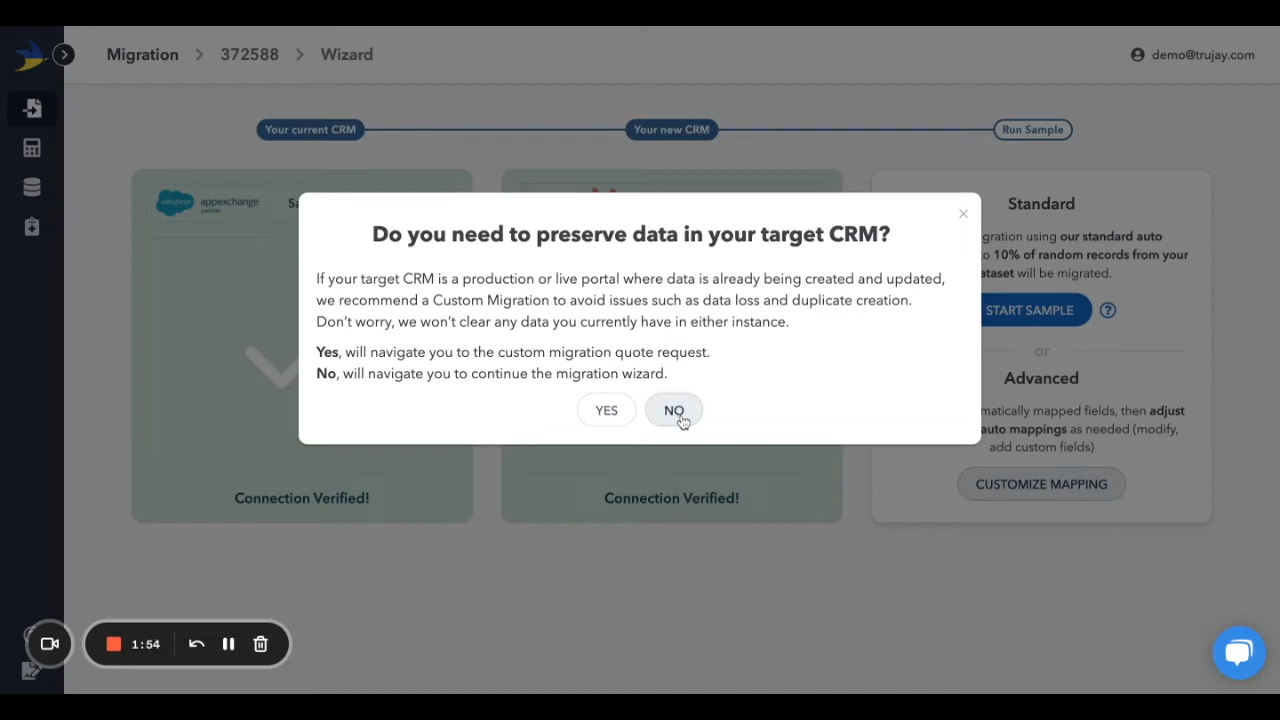 Migration > 372588 > Wizard
demo@trujay.com
Your current CRM
Your new CRM
Run Sample
salesforce appexchange partner
Sa
Standard
gration using our standard auto
o 10% of random records from your
ataset will be migrated.
START SAMPLE
or
Advanced
matically mapped fields, then adjust
auto mappings as needed (modify,
add custom fields)
CUSTOMIZE MAPPING
Do you need to preserve data in your target CRM?
If your target CRM is a production or live portal where data is already being created and updated,
we recommend a Custom Migration to avoid issues such as data loss and duplicate creation.
Don't worry, we won't clear any data you currently have in either instance.
Yes, will navigate you to the custom migration quote request.
No, will navigate you to continue the migration wizard.
YES
NO
Connection Verified!
Connection Verified!
1:54